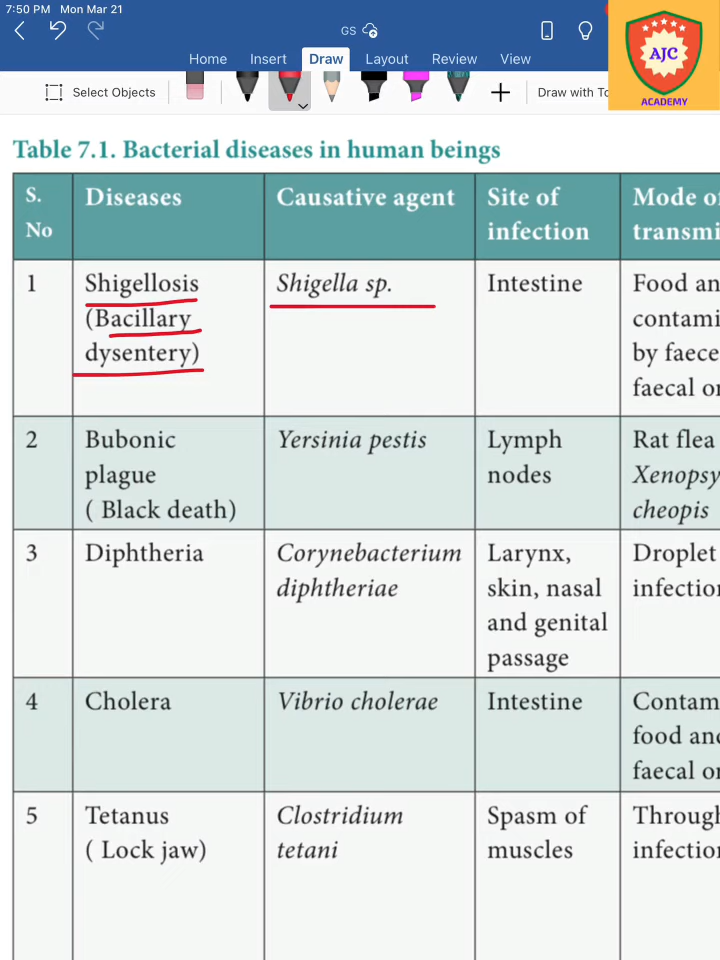 7:50 PM Mon Mar 21
GS
Home Insert Draw Layout Review View
AJC
ACADEMY
Select Objects
Draw with To
Table 7.1. Bacterial diseases in human beings
S. No Diseases Causative agent Site of infection Mode of transmi
1 Shigellosis (Bacillary dysentery) Shigella sp. Intestine Food an contami by faece faecal or
2 Bubonic plague ( Black death) Yersinia pestis Lymph nodes Rat flea Xenopsy cheopis
3 Diphtheria Corynebacterium diphtheriae Larynx, skin, nasal and genital passage Droplet infection
4 Cholera Vibrio cholerae Intestine Contam food and faecal or
5 Tetanus ( Lock jaw) Clostridium tetani Spasm of muscles Through infection